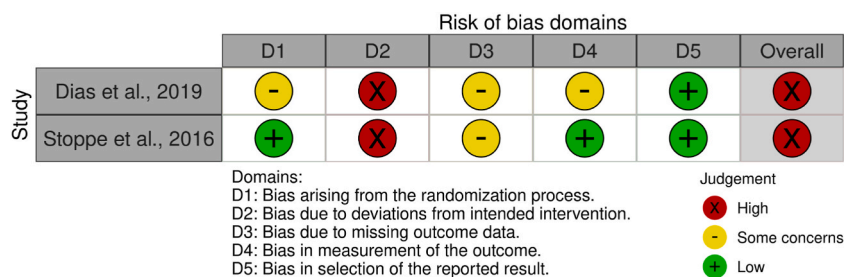 Risk of bias domains
D1 D2 D3 D4 D5 Overall
Study
Dias et al., 2019 - X - - + X
Stoppe et al., 2016 + X - + + X
Domains:
D1: Bias arising from the randomization process.
D2: Bias due to deviations from intended intervention.
D3: Bias due to missing outcome data.
D4: Bias in measurement of the outcome.
D5: Bias in selection of the reported result.
Judgement
X High
- Some concerns
+ Low